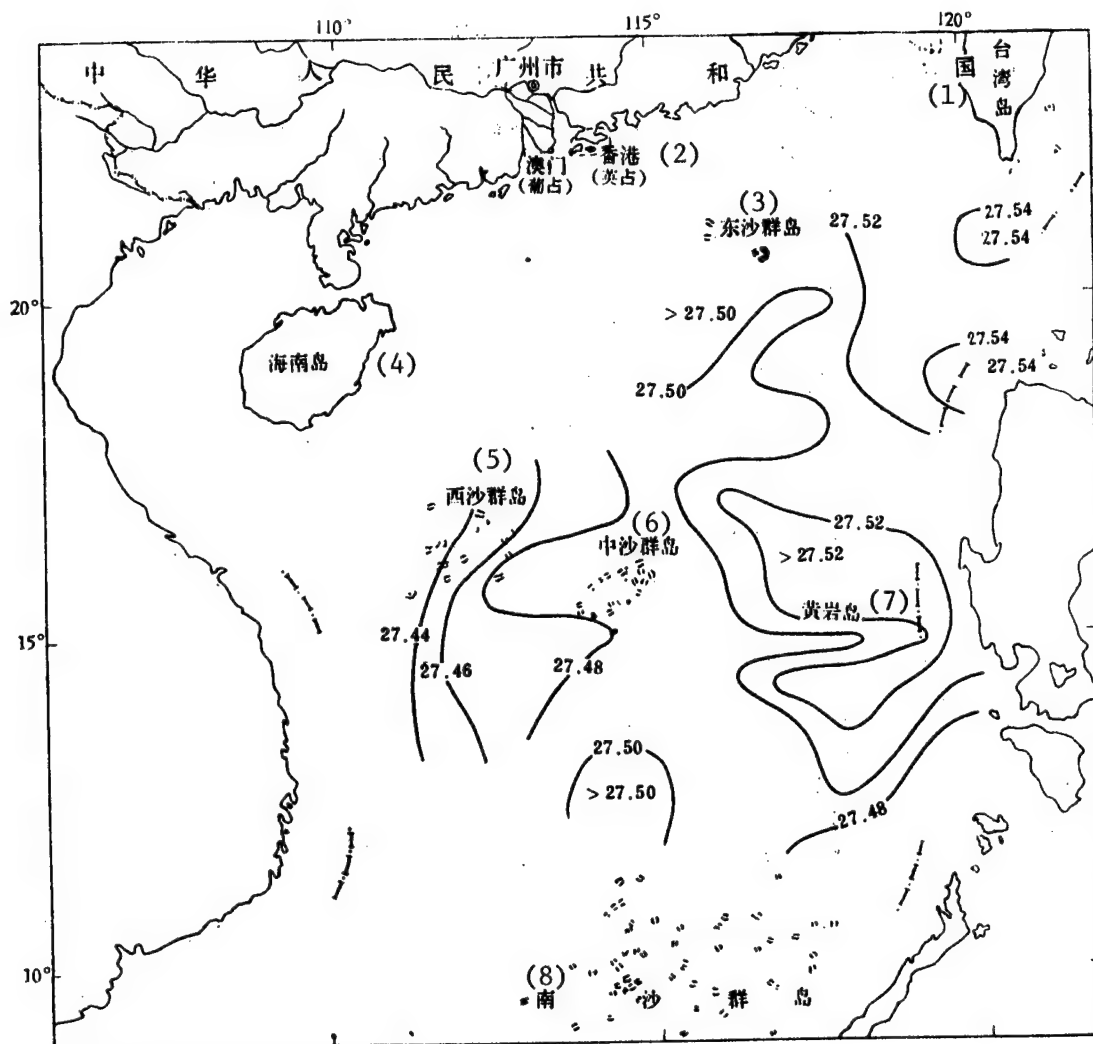 110° 115° 120°
中 华 人 民 共 和 国
广州市
台湾岛
(1)
(2)
澳门
(葡占)
香港
(英占)
(3)
东沙群岛
27.52
27.54
27.54
20°
> 27.50
27.54
27.54
海南岛
(4)
27.50
(5)
西沙群岛
(6)
中沙群岛
27.52
> 27.52
黄岩岛
(7)
15°
27.44
27.46
27.48
27.50
> 27.50
27.48
10°
(8)
南 沙 群 岛